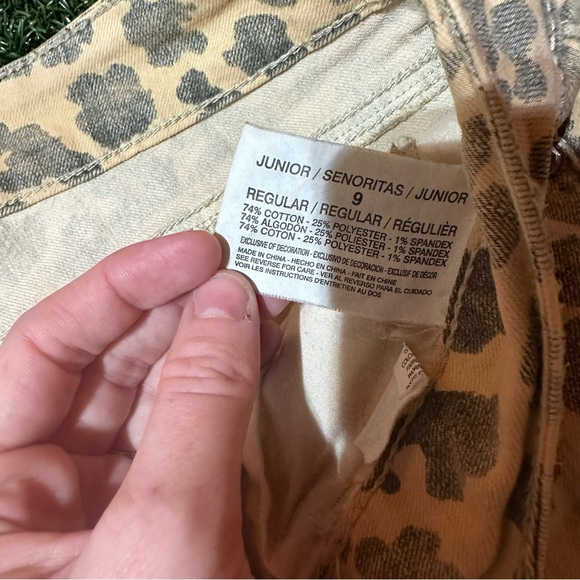 JUNIOR / SENORITAS / JUNIOR
9
REGULAR / REGULAR / RÉGULIÈR
74% COTTON - 25% POLYESTER - 1% SPANDEX
74% ALGODON - 25% POLIESTER - 1% SPANDEX
74% COTON - 25% POLYESTER - 1% SPANDEX
EXCLUSIVE OF DECORATION - EXCLUSIVO DE DECORACIÓN - EXCLUSIF DE DÉCOR
MADE IN CHINA - HECHO EN CHINA - FAIT EN CHINE
SEE REVERSE FOR CARE - VER AL REVERSO PARA EL CUIDADO
VOIR LES INSTRUCTIONS D'ENTRETIEN AU DOS